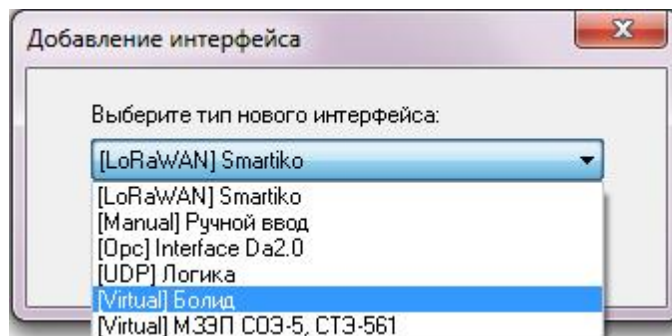 Добавление интерфейса
Выберите тип нового интерфейса:
[LoRaWAN] Smartiko
[LoRaWAN] Smartiko
[Manual] Ручной ввод
[Opc] Interface Da2.0
[UDP] Логика
[Virtual] Болид
[Virtual] МЗЭП СОЭ-5, СТЭ-561